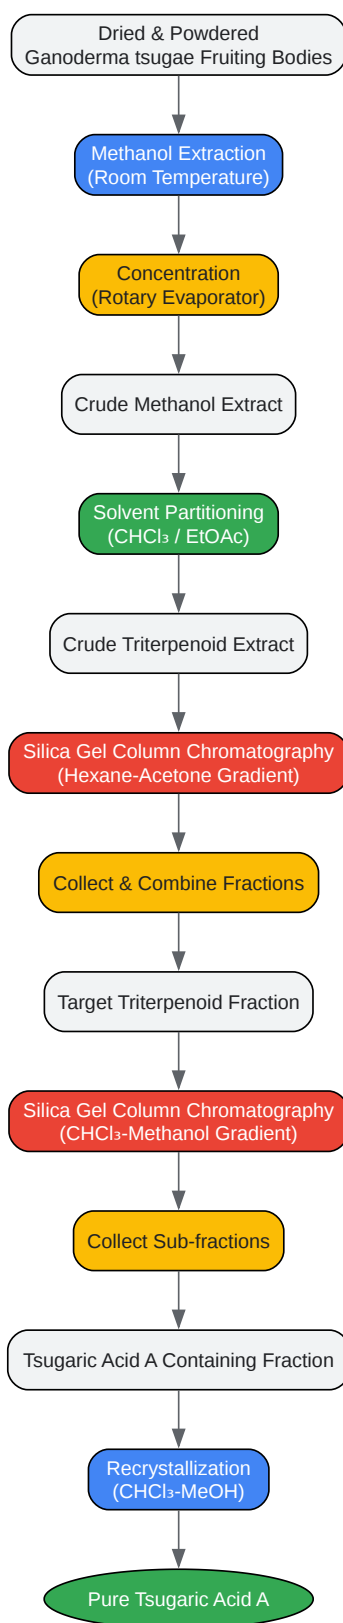 Dried & Powdered
Ganoderma tsugae Fruiting Bodies
Methanol Extraction
(Room Temperature)
Concentration
(Rotary Evaporator)
Crude Methanol Extract
Solvent Partitioning
(CHCl₃ / EtOAc)
Crude Triterpenoid Extract
Silica Gel Column Chromatography
(Hexane-Acetone Gradient)
Collect & Combine Fractions
Target Triterpenoid Fraction
Silica Gel Column Chromatography
(CHCl₃-Methanol Gradient)
Collect Sub-fractions
Tsugaric Acid A Containing Fraction
Recrystallization
(CHCl₃-MeOH)
Pure Tsugaric Acid A